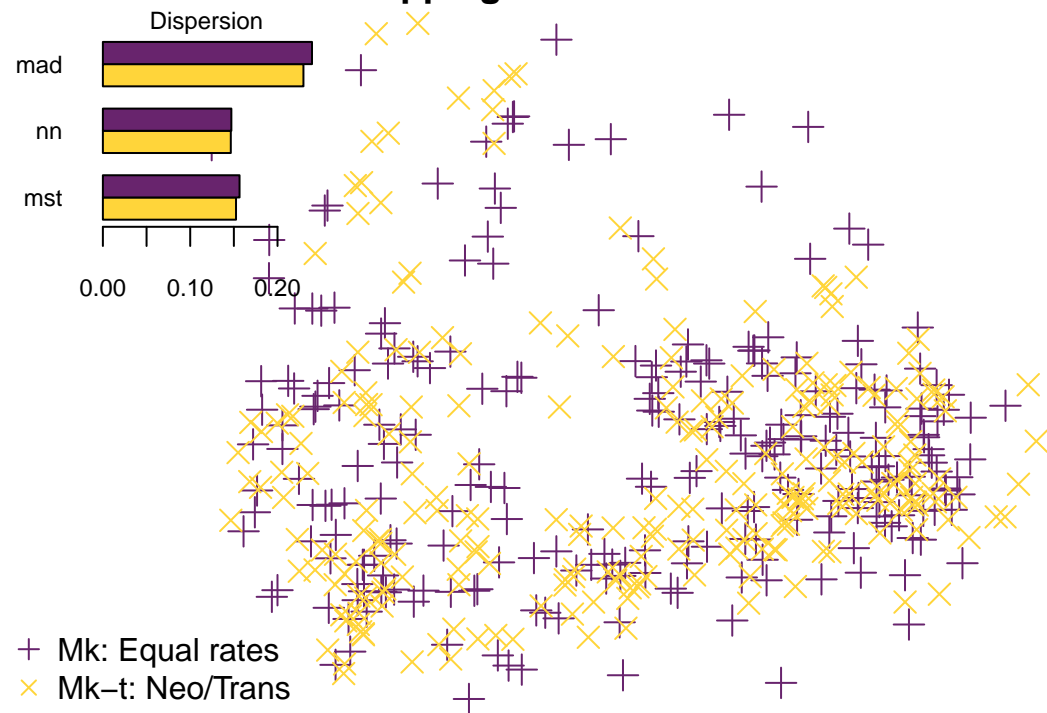 Dispersion
mad
nn
mst
0.00 0.10 0.20
Mk: Equal rates
Mk−t: Neo/Trans